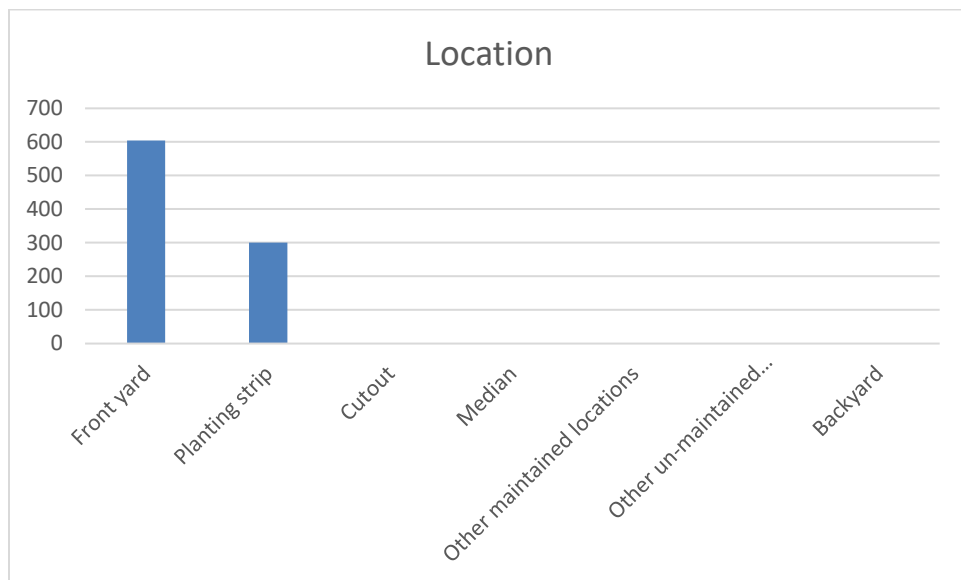 Location
700
600
500
400
300
200
100
0
Front yard
Planting strip
Cutout
Median
Other maintained locations
Other un-maintained...
Backyard